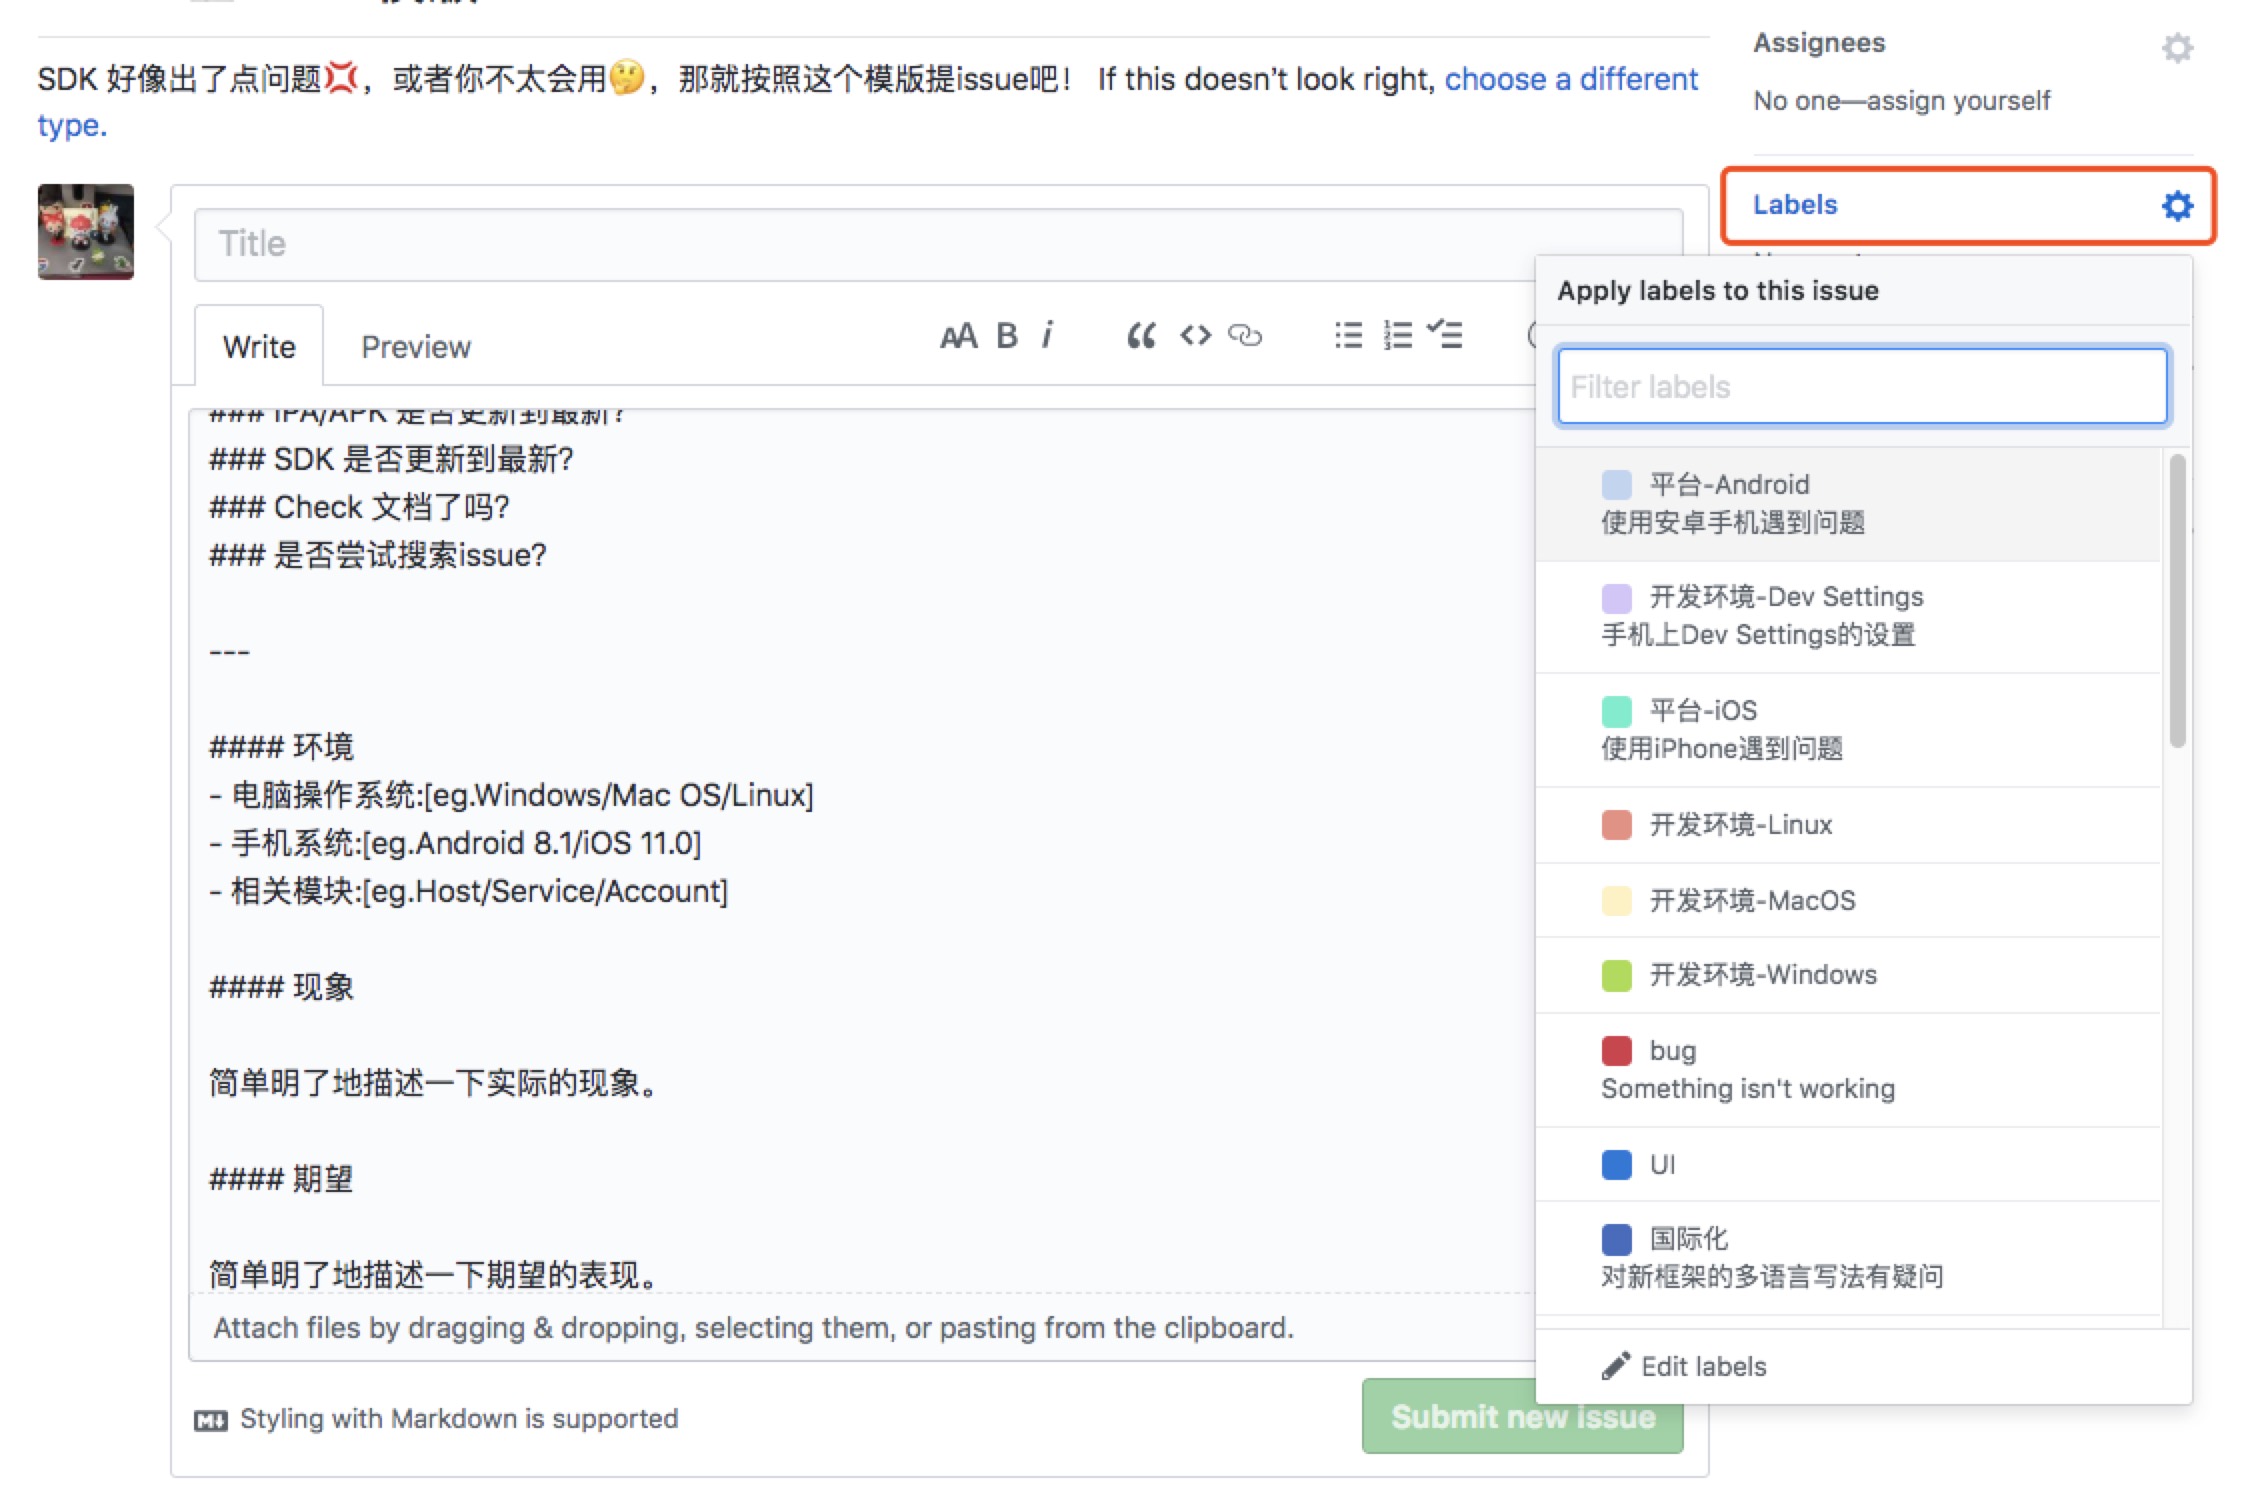 SDK 好像出了点问题💢，或者你不太会用🤔，那就按照这个模版提issue吧！ If this doesn’t look right, choose a different
type.
Title
Write
Preview
### IPA/APK 是否更新到最新?
### SDK 是否更新到最新?
### Check 文档了吗?
### 是否尝试搜索issue?
---
#### 环境
- 电脑操作系统:[eg.Windows/Mac OS/Linux]
- 手机系统:[eg.Android 8.1/iOS 11.0]
- 相关模块:[eg.Host/Service/Account]
#### 现象
简单明了地描述一下实际的现象。
#### 期望
简单明了地描述一下期望的表现。
Attach files by dragging & dropping, selecting them, or pasting from the clipboard.
Styling with Markdown is supported
Submit new issue
Assignees
No one—assign yourself
Labels
Apply labels to this issue
Filter labels
平台-Android
使用安卓手机遇到问题
开发环境-Dev Settings
手机上Dev Settings的设置
平台-iOS
使用iPhone遇到问题
开发环境-Linux
开发环境-MacOS
开发环境-Windows
bug
Something isn't working
UI
国际化
对新框架的多语言写法有疑问
Edit labels